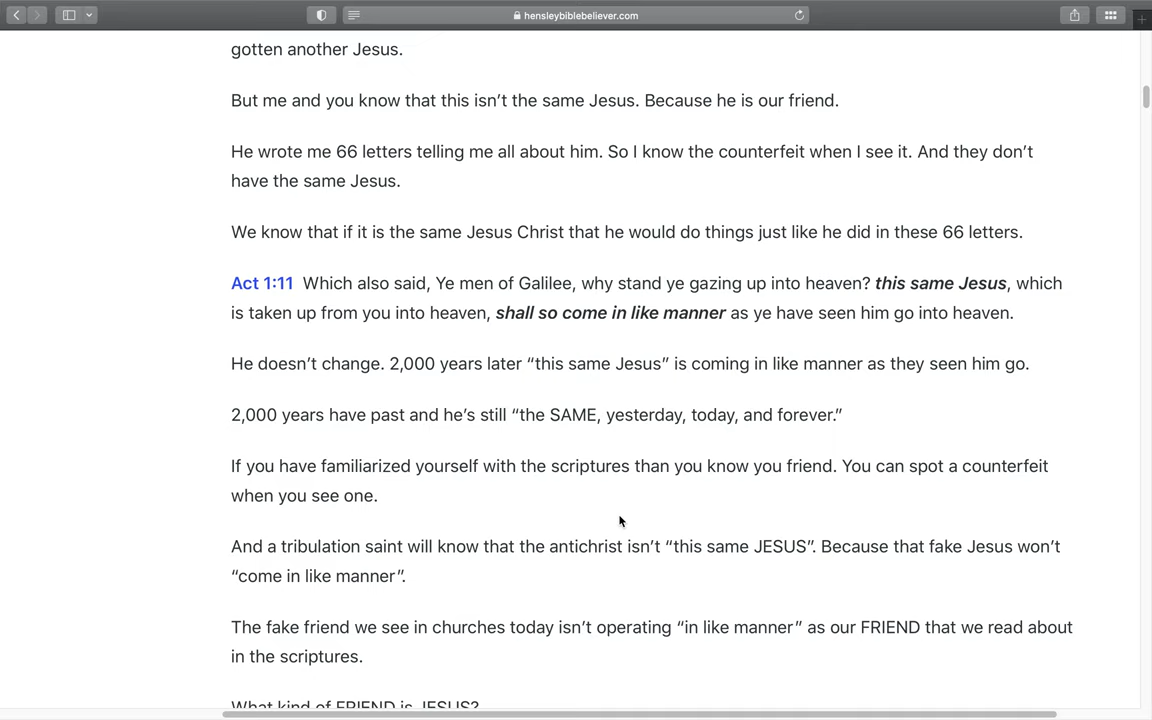 hensleybiblebeliever.com
gotten another Jesus.
But me and you know that this isn’t the same Jesus. Because he is our friend.
He wrote me 66 letters telling me all about him. So I know the counterfeit when I see it. And they don’t
have the same Jesus.
We know that if it is the same Jesus Christ that he would do things just like he did in these 66 letters.
Act 1:11 Which also said, Ye men of Galilee, why stand ye gazing up into heaven? this same Jesus, which
is taken up from you into heaven, shall so come in like manner as ye have seen him go into heaven.
He doesn’t change. 2,000 years later “this same Jesus” is coming in like manner as they seen him go.
2,000 years have past and he’s still “the SAME, yesterday, today, and forever.”
If you have familiarized yourself with the scriptures than you know you friend. You can spot a counterfeit
when you see one.
And a tribulation saint will know that the antichrist isn’t “this same JESUS”. Because that fake Jesus won’t
“come in like manner”.
The fake friend we see in churches today isn’t operating “in like manner” as our FRIEND that we read about
in the scriptures.
What kind of FRIEND is JESUS?